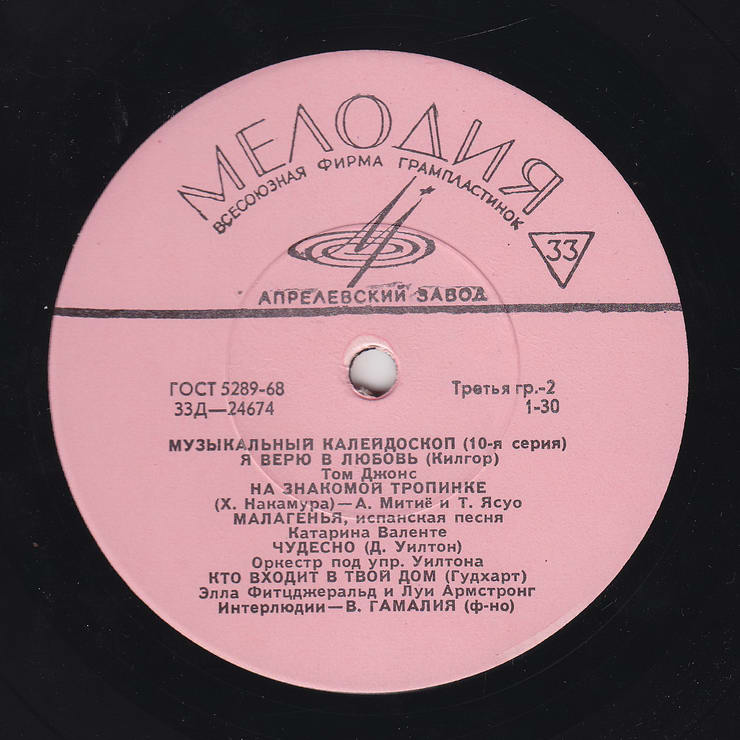 МЕЛОДИЯ
ВСЕСОЮЗНАЯ ФИРМА ГРАМПЛАСТИНОК
33
АПРЕЛЕВСКИЙ ЗАВОД
ГОСТ 5289-68 Третья гр.-2
33Д—24674 1-30
МУЗЫКАЛЬНЫЙ КАЛЕЙДОСКОП (10-я серия)
Я ВЕРЮ В ЛЮБОВЬ (Килгор)
Том Джонс
НА ЗНАКОМОЙ ТРОПИНКЕ
(Х. Накамура)—А. Митиё и Т. Ясуо
МАЛАГЕНЬЯ, испанская песня
Катарина Валенте
ЧУДЕСНО (Д. Уилтон)
Оркестр под упр. Уилтона
КТО ВХОДИТ В ТВОЙ ДОМ (Гудхарт)
Элла Фитцджеральд и Луи Армстронг
Интерлюдии—В. ГАМАЛИЯ (ф-но)